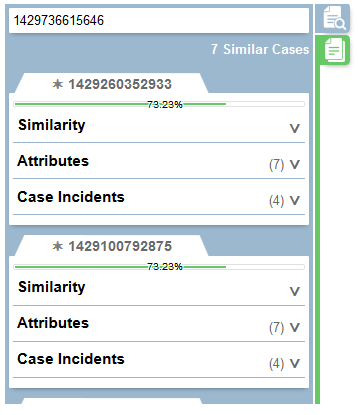 1429736615646
7 Similar Cases
✶ 1429260352933
73.23%
Similarity
Attributes (7)
Case Incidents (4)
✶ 1429100792875
73.23%
Similarity
Attributes (7)
Case Incidents (4)